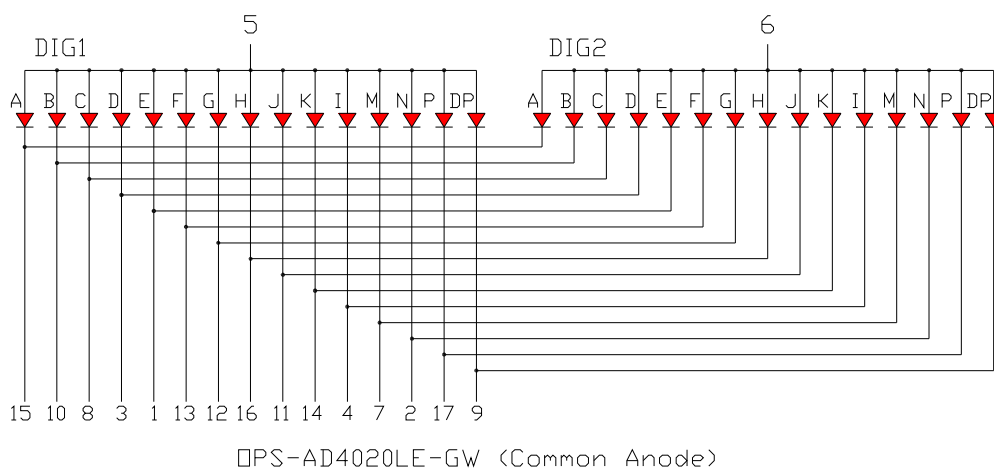 5 6
DIG1 DIG2
A B C D E F G H J K I M N P DP A B C D E F G H J K I M N P DP
15 10 8 3 1 13 12 16 11 14 4 7 2 17 9
OPS-AD4020LE-GW (Common Anode)